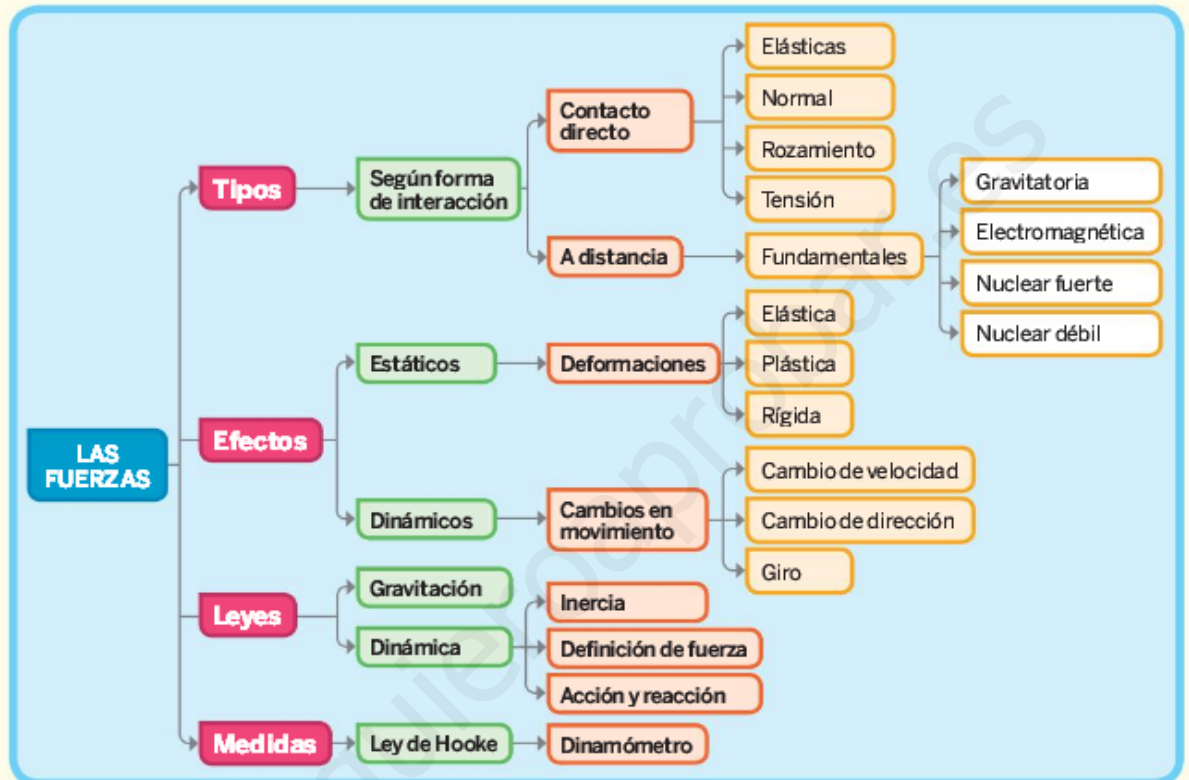 LAS
FUERZAS
Tipos
Según forma
de interacción
Contacto
directo
Elásticas
Normal
Rozamiento
Tensión
A distancia
Fundamentales
Gravitatoria
Electromagnética
Nuclear fuerte
Nuclear débil
Efectos
Estáticos
Deformaciones
Elástica
Plástica
Rígida
Dinámicos
Cambios en
movimiento
Cambio de velocidad
Cambio de dirección
Giro
Leyes
Gravitación
Dinámica
Inercia
Definición de fuerza
Acción y reacción
Medidas
Ley de Hooke
Dinamómetro
quieroaprobar.es